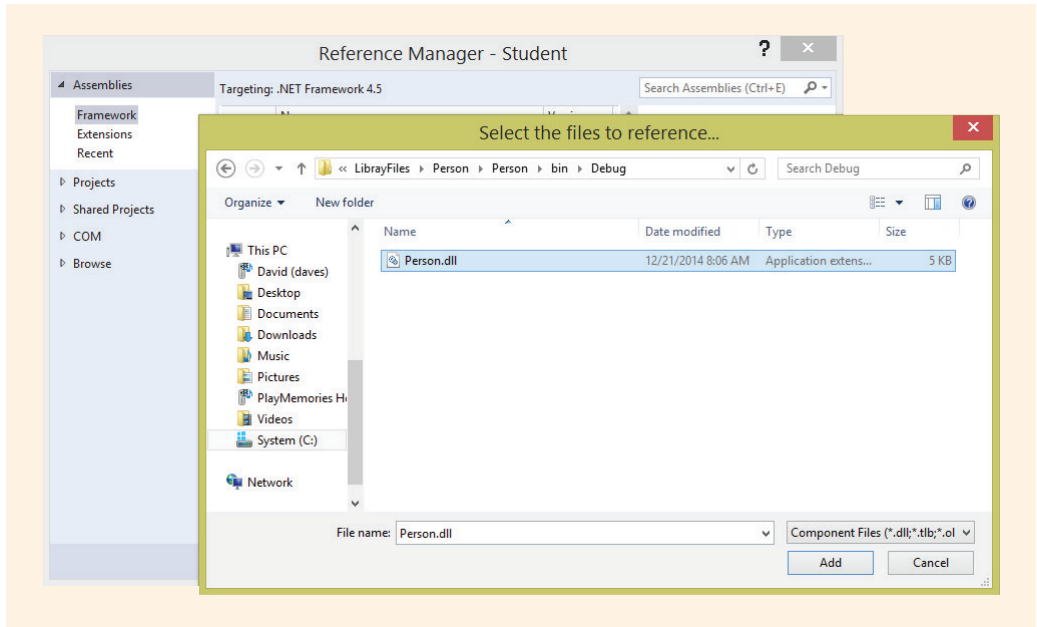 Reference Manager - Student
?
Assemblies
Targeting: .NET Framework 4.5
Search Assemblies (Ctrl+E)
Framework
Extensions
Recent
Projects
Shared Projects
COM
Browse
Select the files to reference...
« LibrayFiles Person Person bin Debug
Search Debug
Organize
New folder
Name
Date modified
Type
Size
This PC
Person.dll
12/21/2014 8:06 AM
Application extens...
5 KB
David (daves)
Desktop
Documents
Downloads
Music
Pictures
PlayMemories
Videos
System (C:)
Network
File name:
Person.dll
Component Files (*.dll;*.tlb;*.ol
Add
Cancel